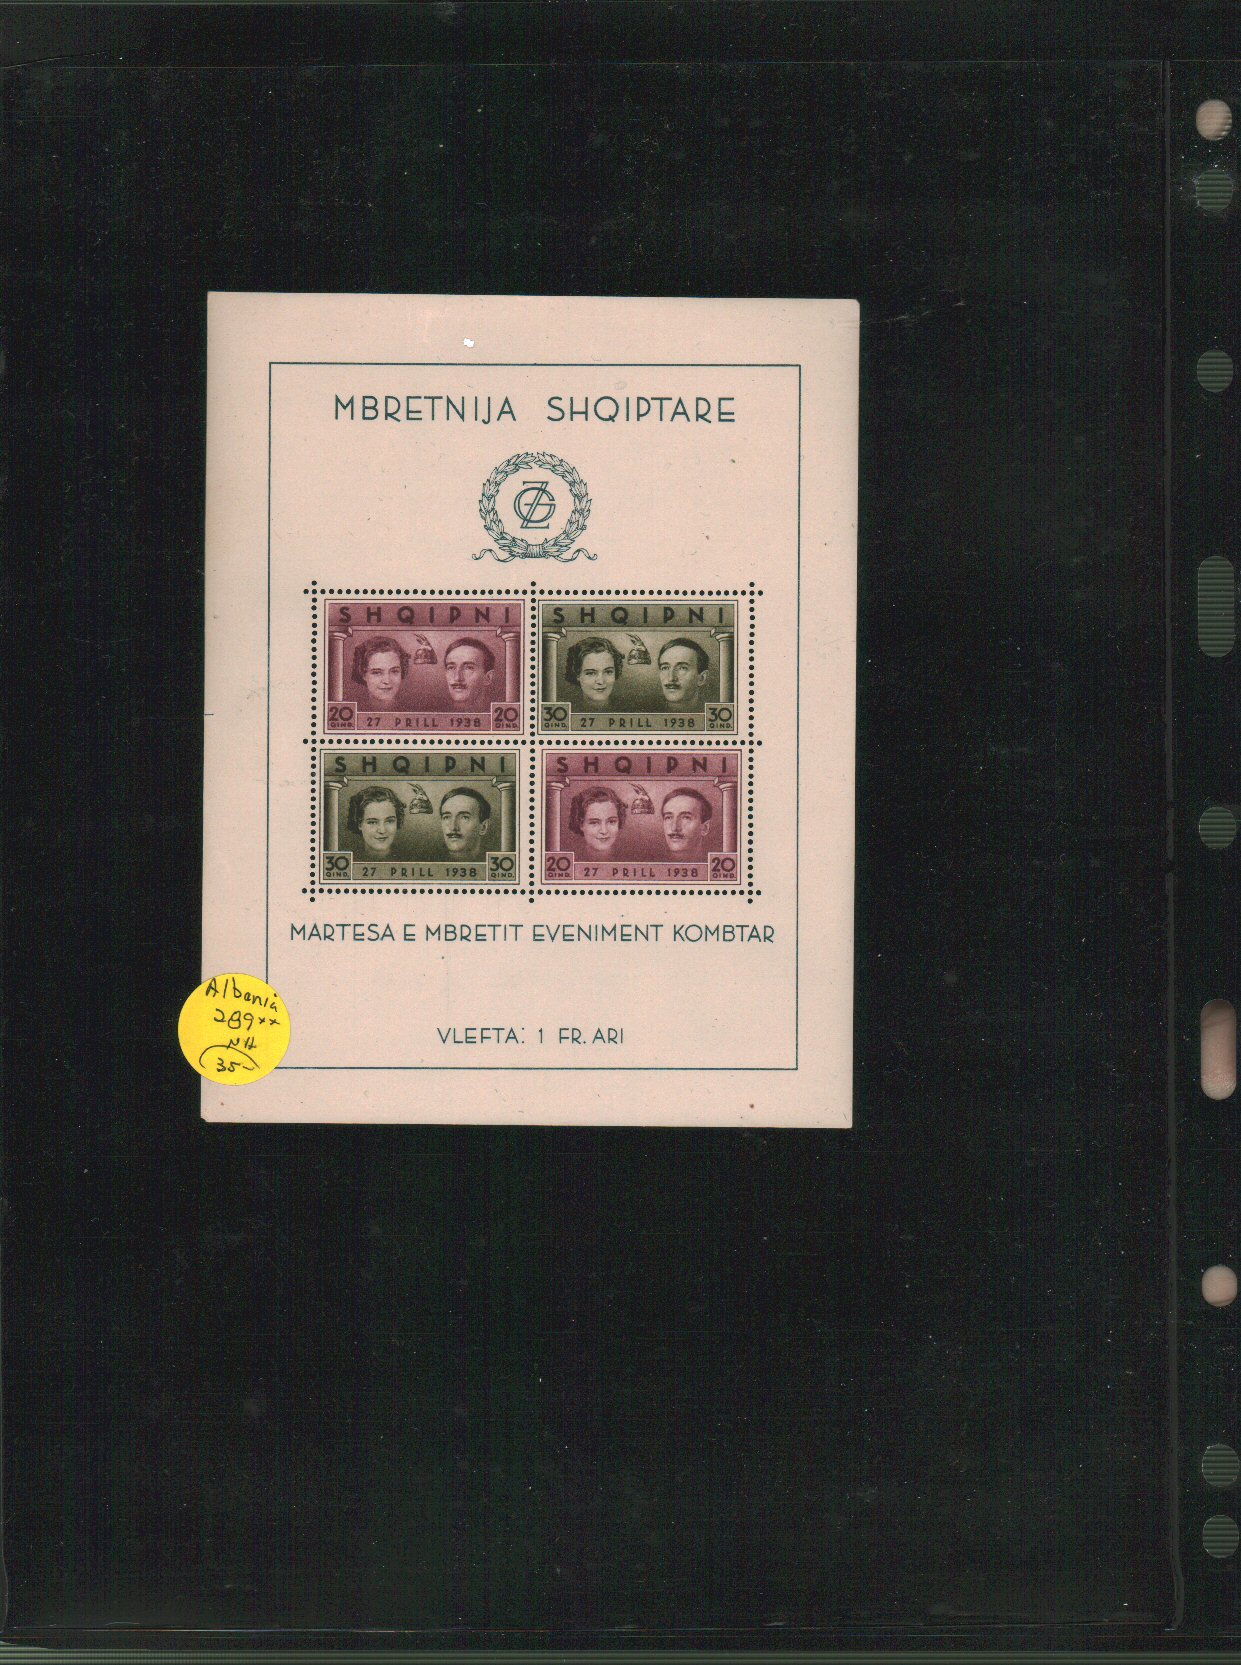 MBRETNIJA SHQIPTARE
ZG
SHQIPNI
20 QIND. 27 PRILL 1938 20 QIND.
SHQIPNI
30 QIND. 27 PRILL 1938 30 QIND.
SHQIPNI
30 QIND. 27 PRILL 1938 30 QIND.
SHQIPNI
20 QIND. 27 PRILL 1938 20 QIND.
MARTESA E MBRETIT EVENIMENT KOMBTAR
VLEFTA: 1 FR. ARI
Albania
289**
NH
35-